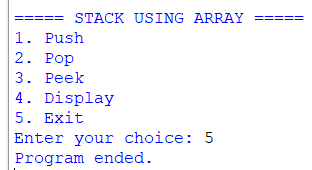 ===== STACK USING ARRAY =====
1. Push
2. Pop
3. Peek
4. Display
5. Exit
Enter your choice: 5
Program ended.